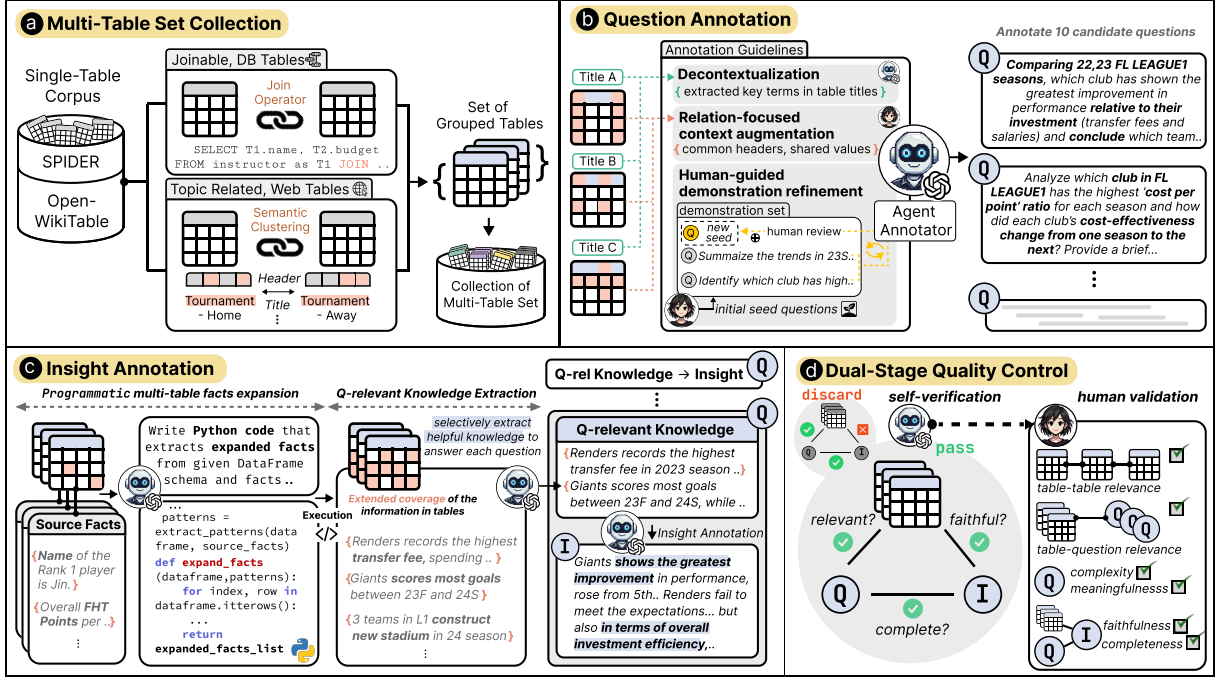 a Multi-Table Set Collection
Single-Table
Corpus
SPIDER
Open-
WikiTable
Joinable, DB Tables
Join
Operator
SELECT T1.name, T2.budget
FROM instructor as T1 JOIN ..
Topic Related, Web Tables
Semantic
Clustering
Header
Tournament
- Home
Title
Tournament
- Away
⋮
Set of
Grouped Tables
{ }
Collection of
Multi-Table Set
b Question Annotation
Title A
Title B
Title C
Annotation Guidelines
Decontextualization
{ extracted key terms in table titles }
Relation-focused
context augmentation
{ common headers, shared values }
Human-guided
demonstration refinement
demonstration set
Q new
seed
human review
Q Summaize the trends in 23S..
Q Identify which club has high..
initial seed questions
Agent
Annotator
Annotate 10 candidate questions
Q
Comparing 22,23 FL LEAGUE1
seasons, which club has shown the
greatest improvement in
performance relative to their
investment (transfer fees and
salaries) and conclude which team..
Q
Analyze which club in FL
LEAGUE1 has the highest ‘cost per
point’ ratio for each season and how
did each club's cost-effectiveness
change from one season to the
next? Provide a brief...
⋮
Q
c Insight Annotation
Programmatic multi-table facts expansion
Source Facts
{Name of the
Rank 1 player
is Jin. }
{Overall FHT
Points per ..}
⋮
Write Python code that
extracts expanded facts
from given DataFrame
schema and facts..
...
patterns =
extract_patterns(data
frame, source_facts)
def expand_facts
(dataframe,patterns):
for index, row in
dataframe.itterows():
...
return
expanded_facts_list
Execution
</>
Q-relevant Knowledge Extraction
selectively extract
helpful knowledge to
answer each question
Extended coverage of the
information in tables
{Renders records the highest
transfer fee, spending .. }
{Giants scores most goals
between 23F and 24S }
{3 teams in L1 construct
new stadium in 24 season}
⋮
Q-rel Knowledge → Insight
Q
⋮
Q
Q-relevant Knowledge
{Renders records the highest
transfer fee in 2023 season ..}
{Giants scores most goals
between 23F and 24S, while ..
Insight Annotation
I
Giants shows the greatest
improvement in performance,
rose from 5th.. Renders fail to
meet the expectations... but
also in terms of overall
investment efficiency,..
d Dual-Stage Quality Control
discard
Q I
self-verification
pass
relevant?
faithful?
Q I
complete?
human validation
table-table relevance
Q Q Q
table-question relevance
Q
complexity
meaningfulnesss
Q I
faithfulness
completeness